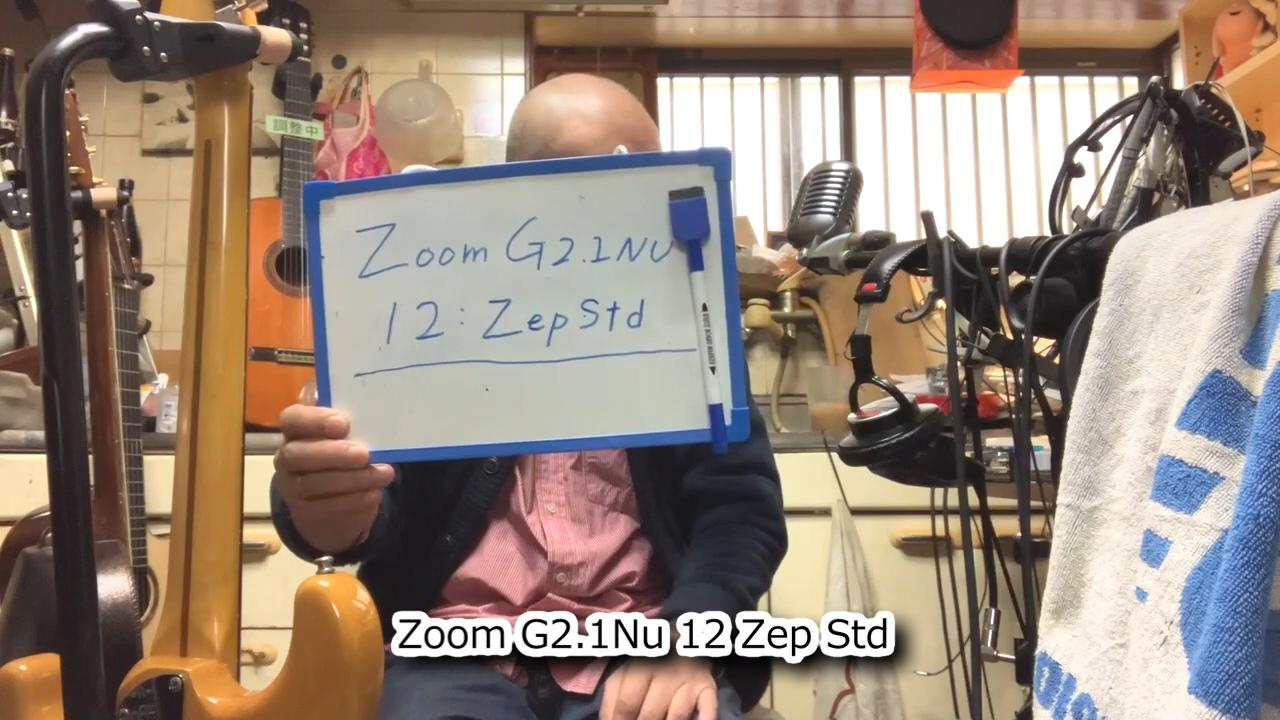 調整中
Zoom G2.1Nu
12: Zep Std
Zoom G2.1Nu 12 Zep Std